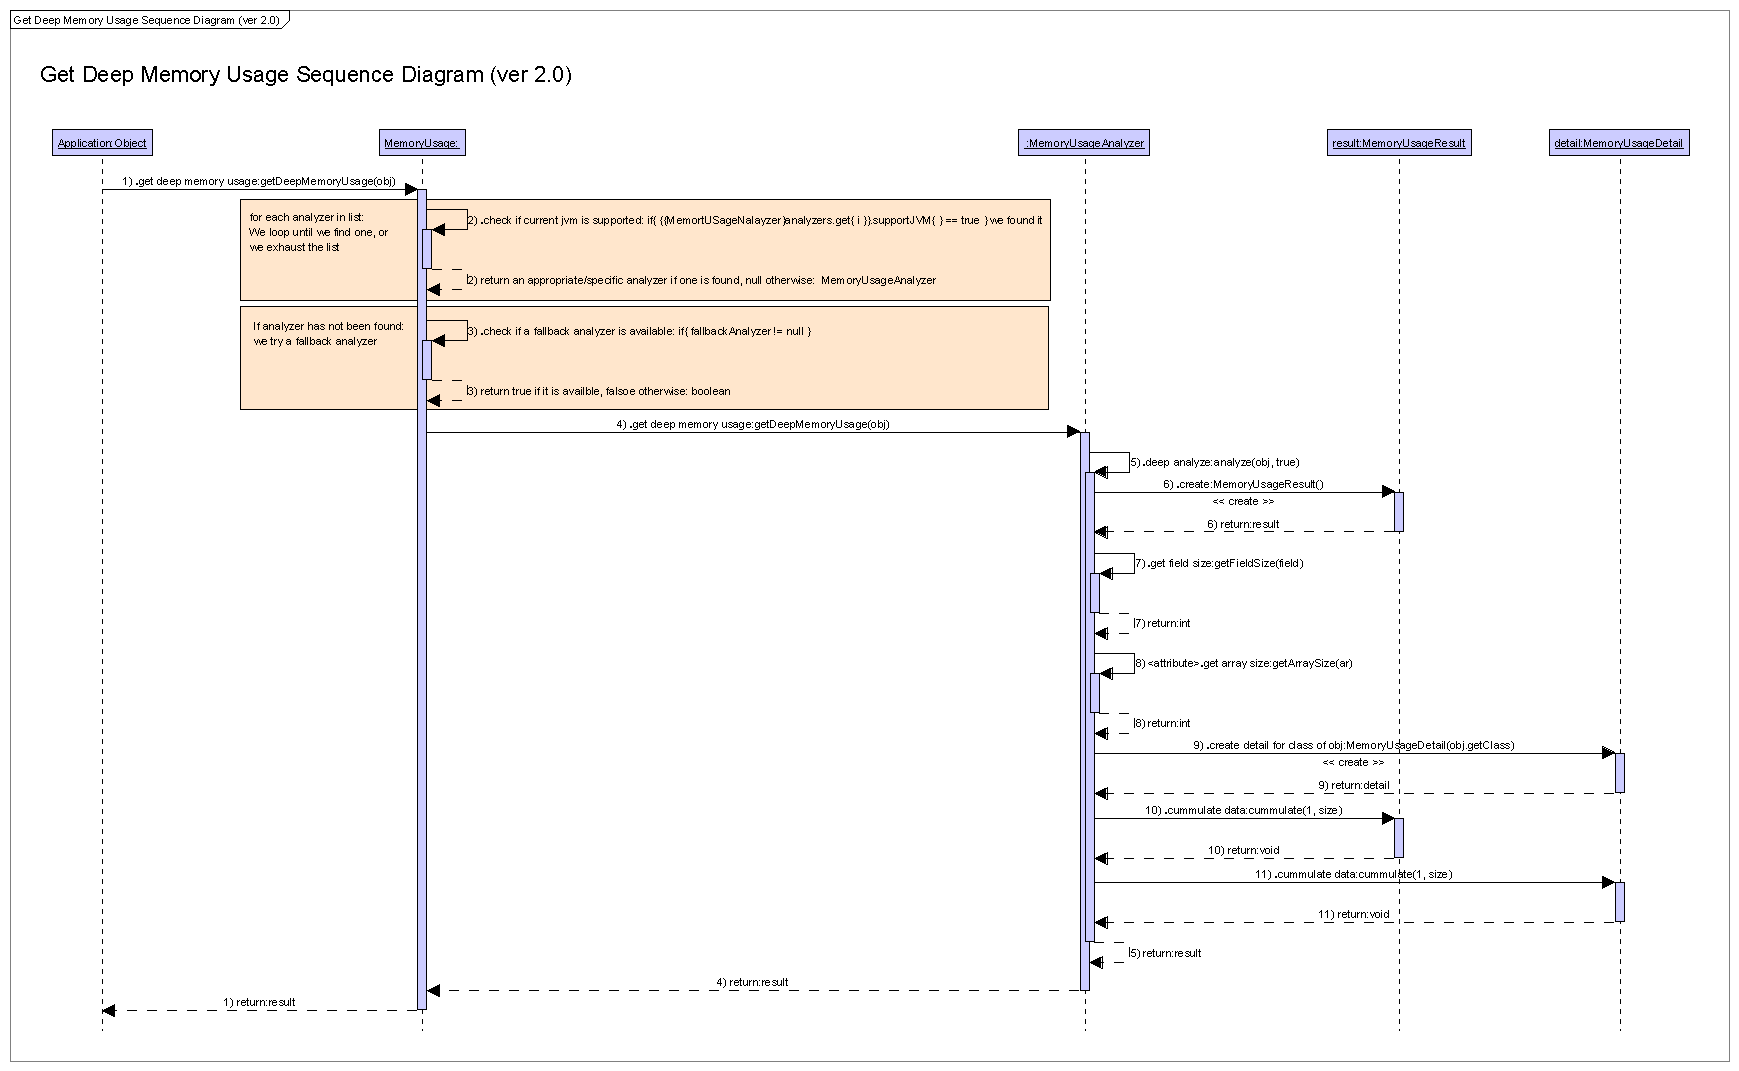 Get Deep Memory Usage Sequence Diagram (ver 2.0)
Get Deep Memory Usage Sequence Diagram (ver 2.0)
Application:Object
MemoryUsage:
:MemoryUsageAnalyzer
result:MemoryUsageResult
detail:MemoryUsageDetail
1) .get deep memory usage:getDeepMemoryUsage(obj)
for each analyzer in list:
We loop until we find one, or
we exhaust the list
2) .check if current jvm is supported: if{ {{MemortUSageNalayzer}analyzers.get{ i }}.supportJVM{ } == true } we found it
2) return an appropriate/specific analyzer if one is found, null otherwise: MemoryUsageAnalyzer
If analyzer has not been found:
we try a fallback analyzer
3) .check if a fallback analyzer is available: if{ fallbackAnalyzer != null }
3) return true if it is availble, falsoe otherwise: boolean
4) .get deep memory usage:getDeepMemoryUsage(obj)
5) .deep analyze:analyze(obj, true)
6) .create:MemoryUsageResult()
<< create >>
6) return:result
7) .get field size:getFieldSize(field)
7) return:int
8) <attribute>.get array size:getArraySize(ar)
8) return:int
9) .create detail for class of obj:MemoryUsageDetail(obj.getClass)
<< create >>
9) return:detail
10) .cummulate data:cummulate(1, size)
10) return:void
11) .cummulate data:cummulate(1, size)
11) return:void
5) return:result
4) return:result
1) return:result